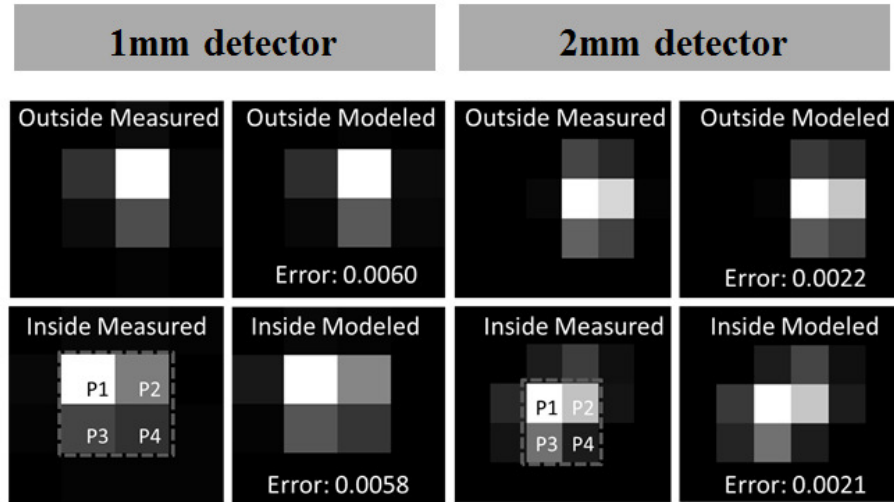 1mm detector
2mm detector
Outside Measured
Outside Modeled
Error: 0.0060
Outside Measured
Outside Modeled
Error: 0.0022
Inside Measured
P1 P2
P3 P4
Inside Modeled
Error: 0.0058
Inside Measured
P1 P2
P3 P4
Inside Modeled
Error: 0.0021